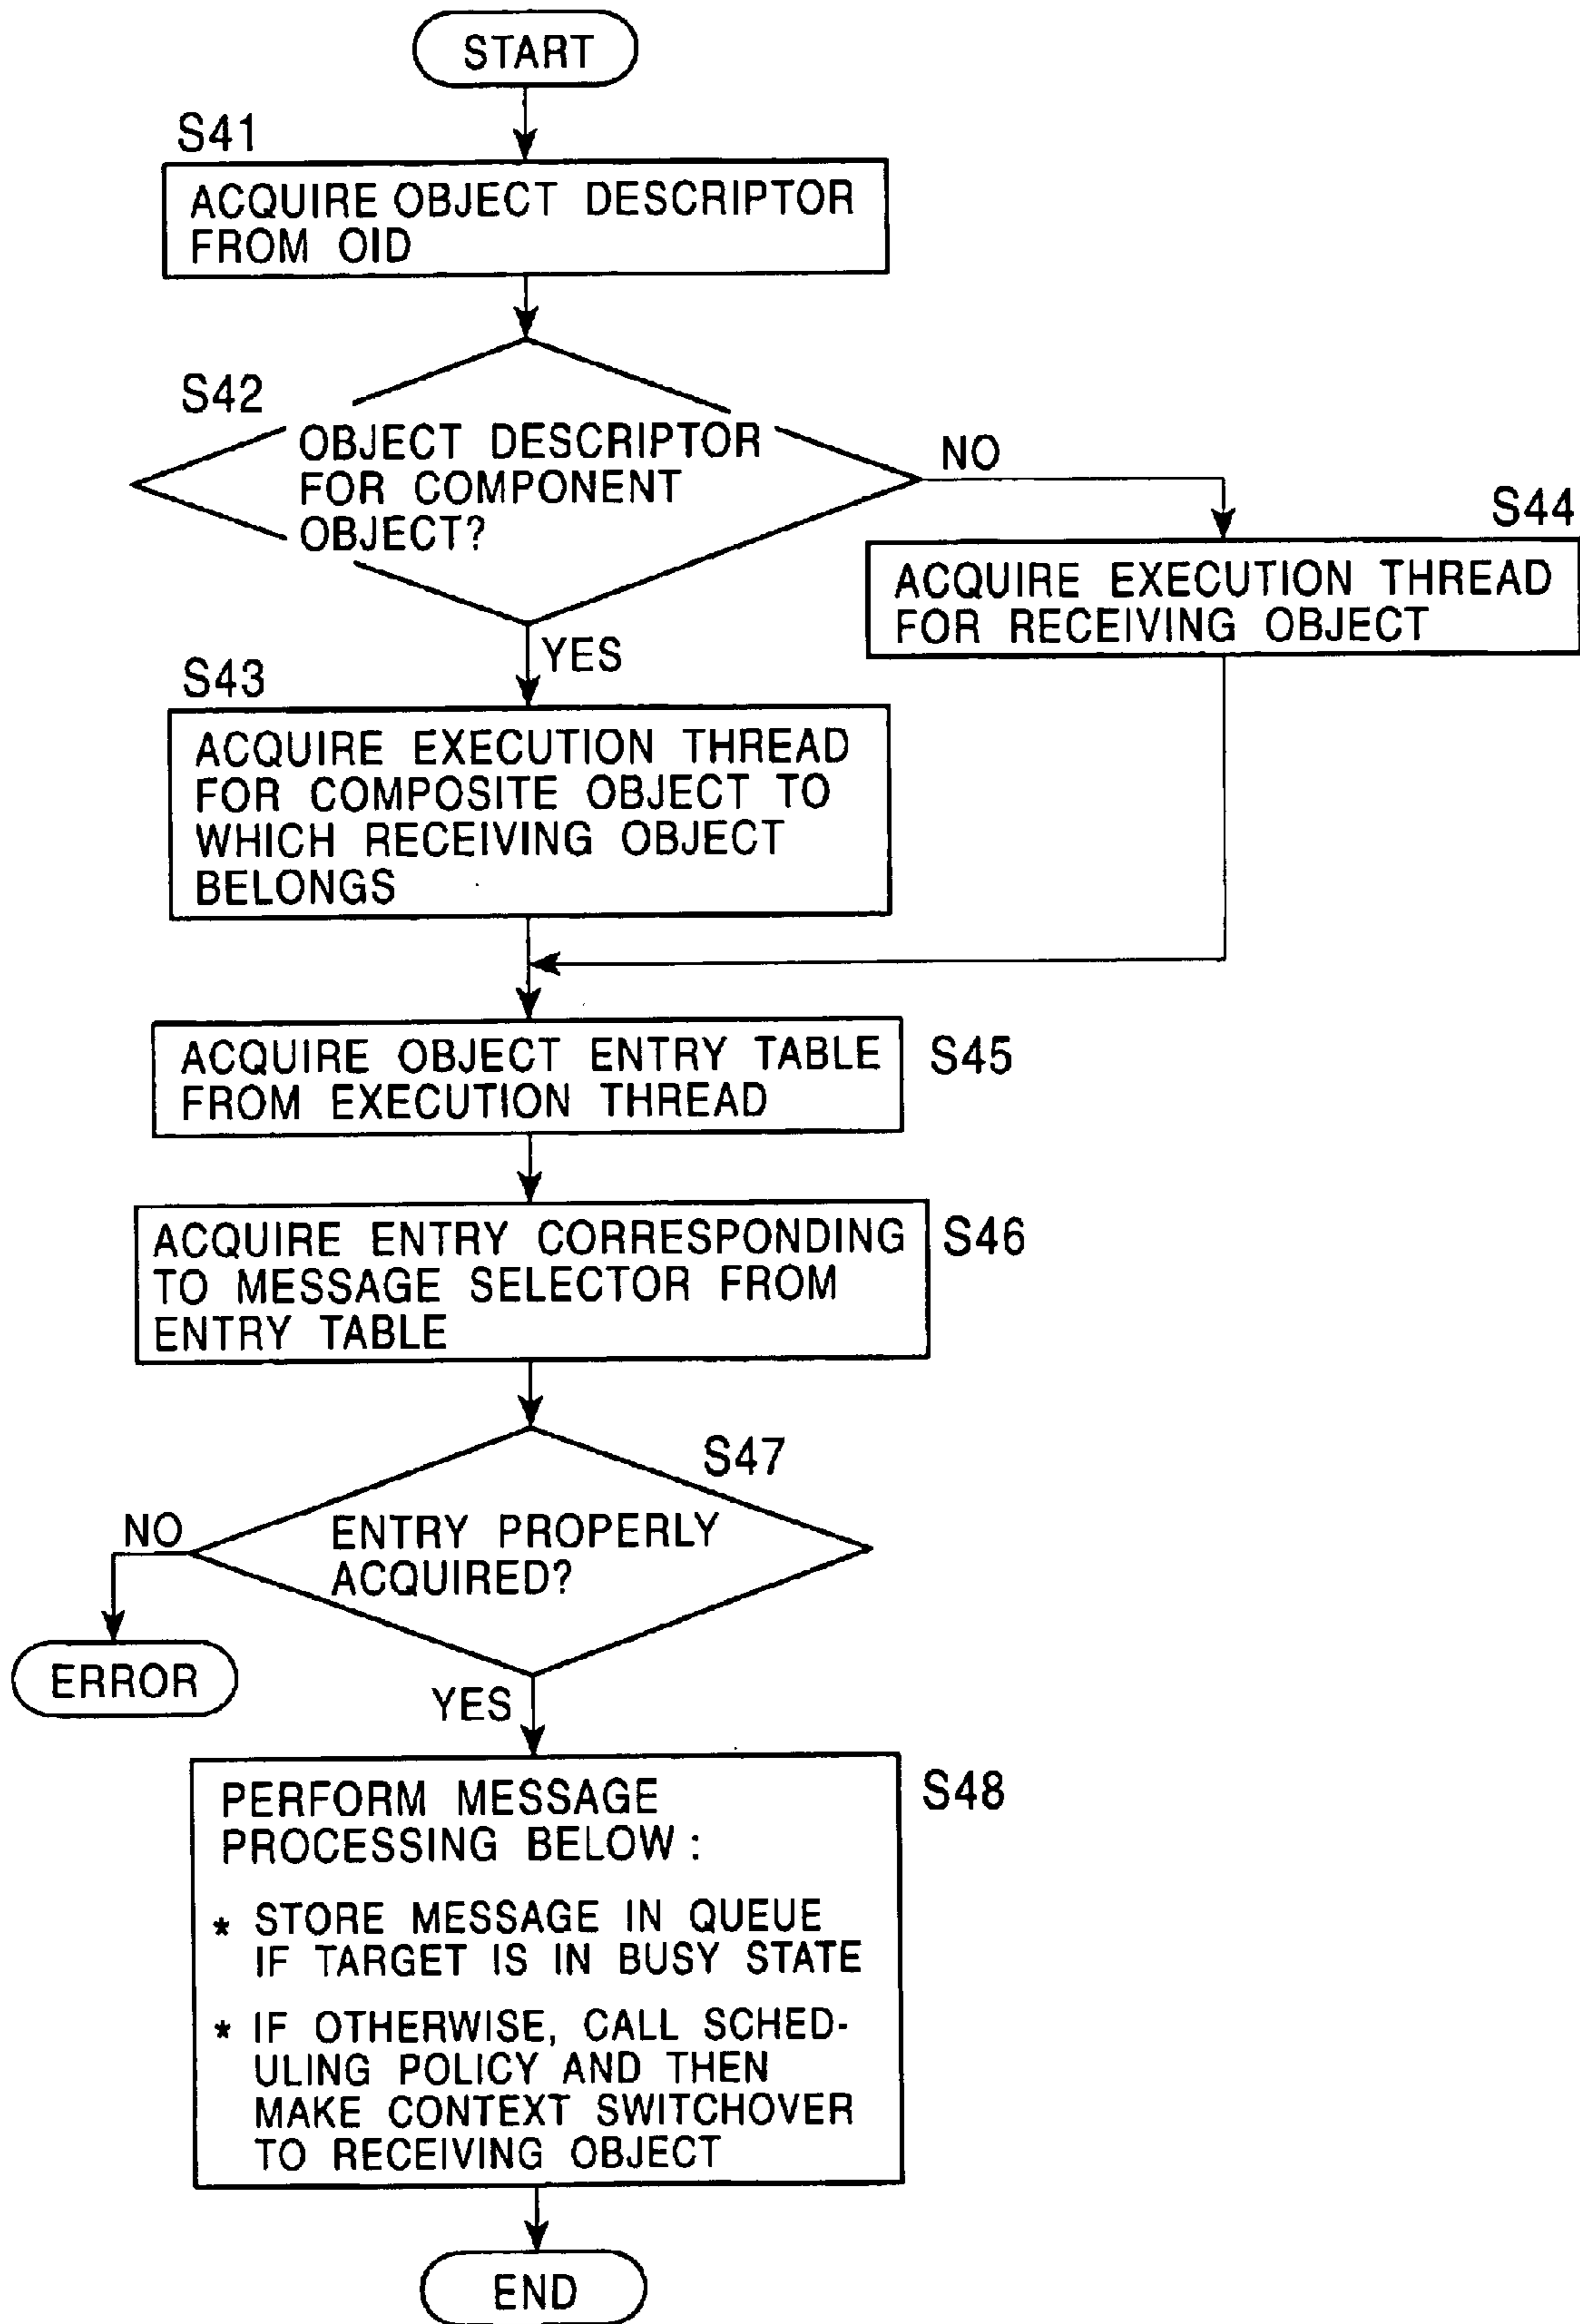 START
S41
ACQUIRE OBJECT DESCRIPTOR
FROM OID
S42
OBJECT DESCRIPTOR
FOR COMPONENT
OBJECT?
NO
S44
ACQUIRE EXECUTION THREAD
FOR RECEIVING OBJECT
YES
S43
ACQUIRE EXECUTION THREAD
FOR COMPOSITE OBJECT TO
WHICH RECEIVING OBJECT
BELONGS
ACQUIRE OBJECT ENTRY TABLE
FROM EXECUTION THREAD
S45
ACQUIRE ENTRY CORRESPONDING
TO MESSAGE SELECTOR FROM
ENTRY TABLE
S46
S47
ENTRY PROPERLY
ACQUIRED?
NO
ERROR
YES
S48
PERFORM MESSAGE
PROCESSING BELOW :
* STORE MESSAGE IN QUEUE
IF TARGET IS IN BUSY STATE
* IF OTHERWISE, CALL SCHED-
ULING POLICY AND THEN
MAKE CONTEXT SWITCHOVER
TO RECEIVING OBJECT
END